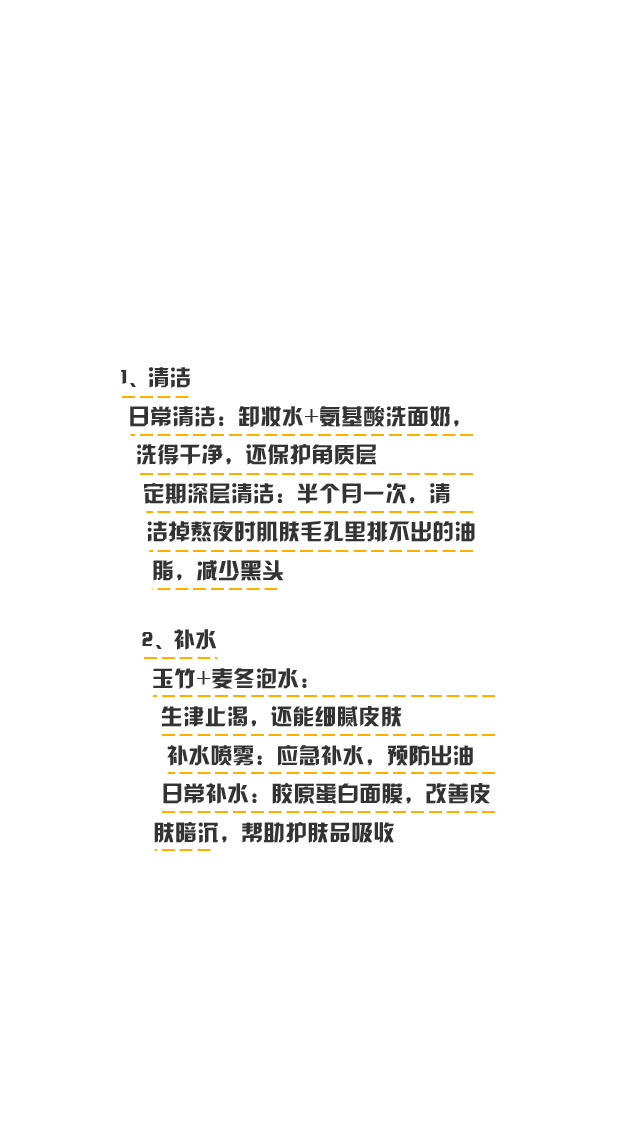 1、清洁
日常清洁：卸妆水+氨基酸洗面奶，
洗得干净，还保护角质层
定期深层清洁：半个月一次，清
洁掉熬夜时肌肤毛孔里排不出的油
脂，减少黑头
2、补水
玉竹+麦冬泡水：
生津止渴，还能细腻皮肤
补水喷雾：应急补水，预防出油
日常补水：胶原蛋白面膜，改善皮
肤暗沉，帮助护肤品吸收